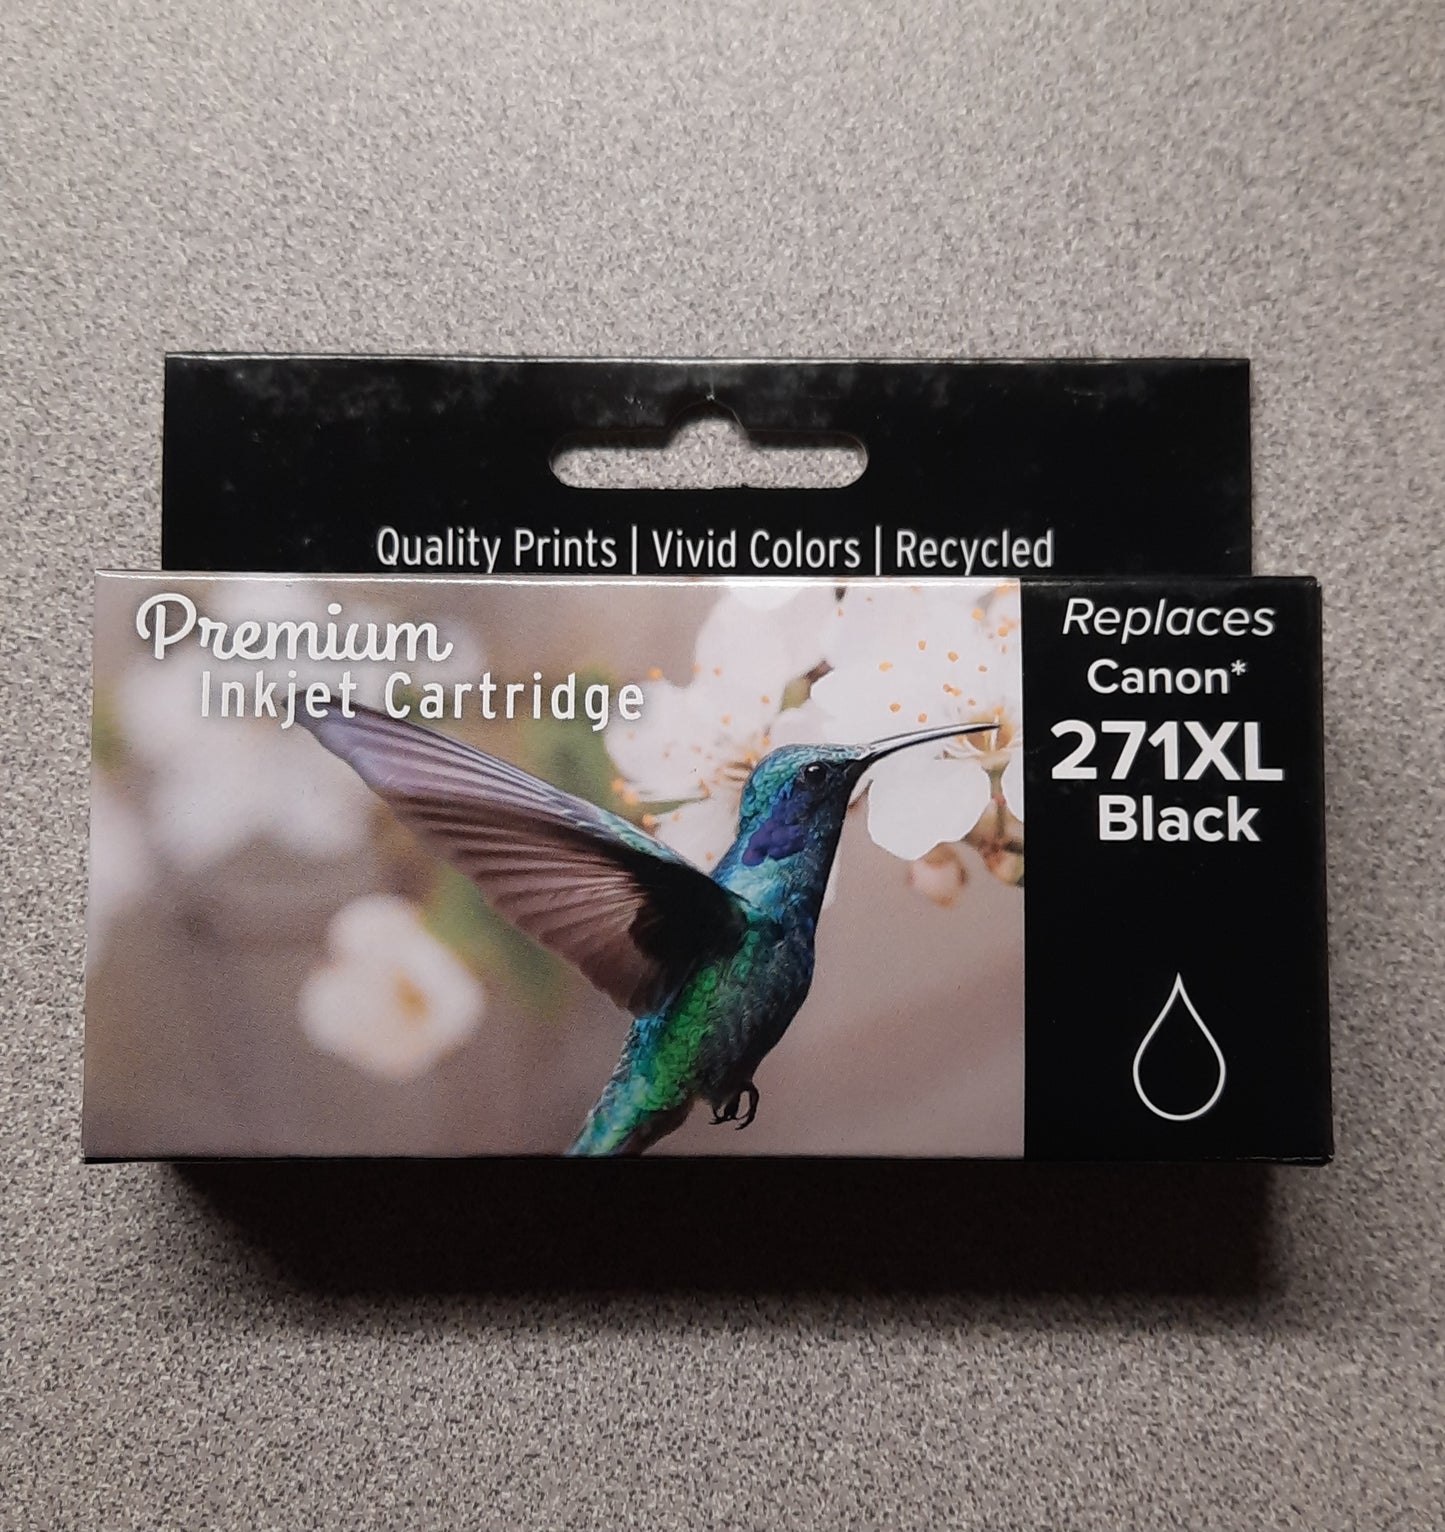 Quality Prints | Vivid Colors | Recycled
Premium
Inkjet Cartridge
Replaces
Canon*
271XL
Black